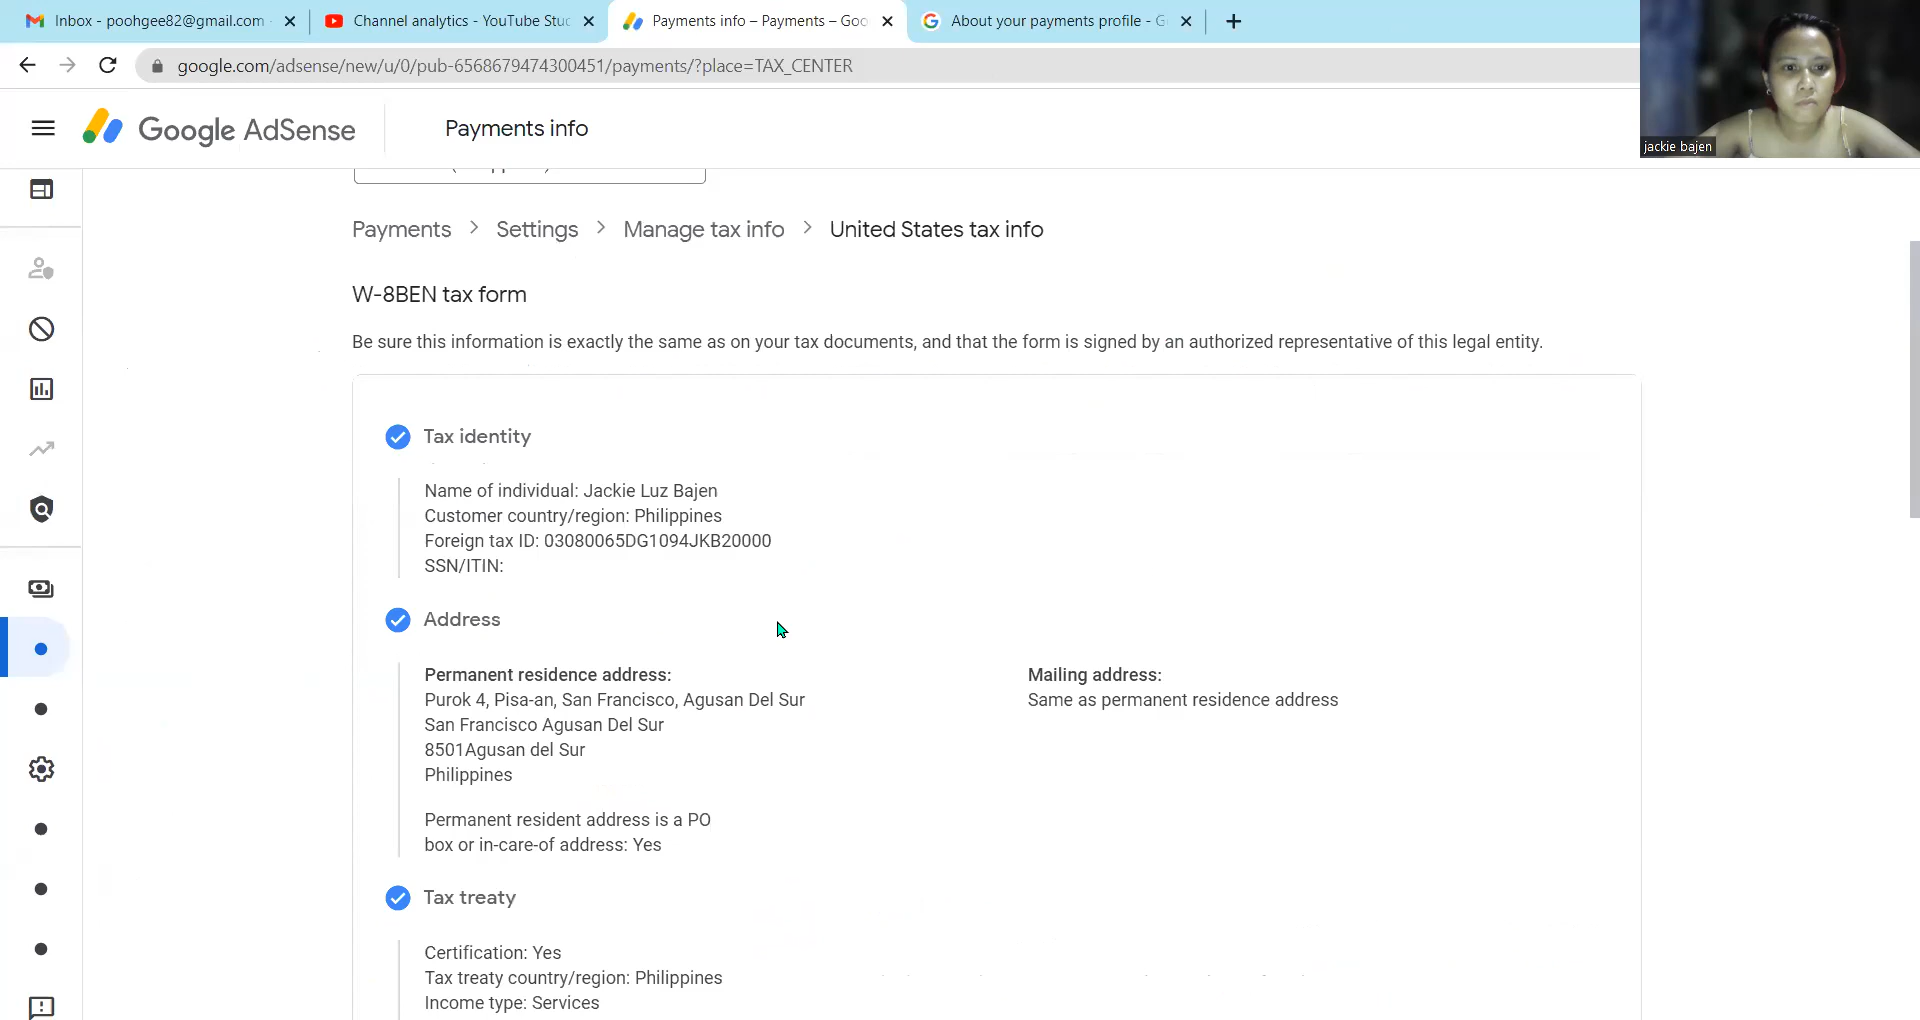 Inbox - poohgee82@gmail.com
Channel analytics - YouTube Stu
Payments info – Payments – Goo
About your payments profile - G
google.com/adsense/new/u/0/pub-6568679474300451/payments/?place=TAX_CENTER
jackie bajen
Google AdSense
Payments info
Payments > Settings > Manage tax info > United States tax info
W-8BEN tax form
Be sure this information is exactly the same as on your tax documents, and that the form is signed by an authorized representative of this legal entity.
Tax identity
Name of individual: Jackie Luz Bajen
Customer country/region: Philippines
Foreign tax ID: 03080065DG1094JKB20000
SSN/ITIN:
Address
Permanent residence address:
Purok 4, Pisa-an, San Francisco, Agusan Del Sur
San Francisco Agusan Del Sur
8501Agusan del Sur
Philippines
Mailing address:
Same as permanent residence address
Permanent resident address is a PO
box or in-care-of address: Yes
Tax treaty
Certification: Yes
Tax treaty country/region: Philippines
Income type: Services